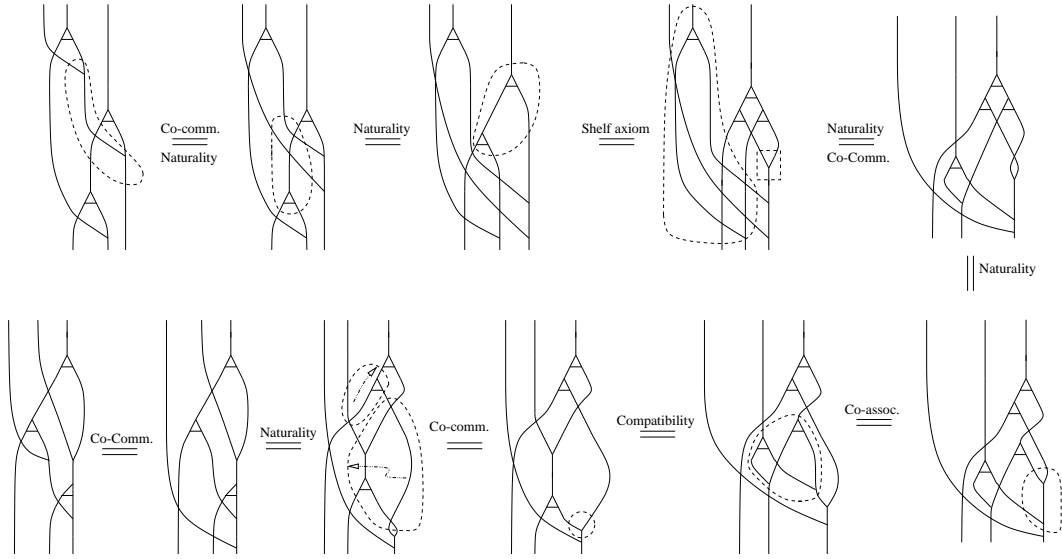 Co-comm.
Naturality
Naturality
Shelf axiom
Naturality
Co-Comm.
Naturality
Co-Comm.
Naturality
Co-comm.
Compatibility
Co-assoc.